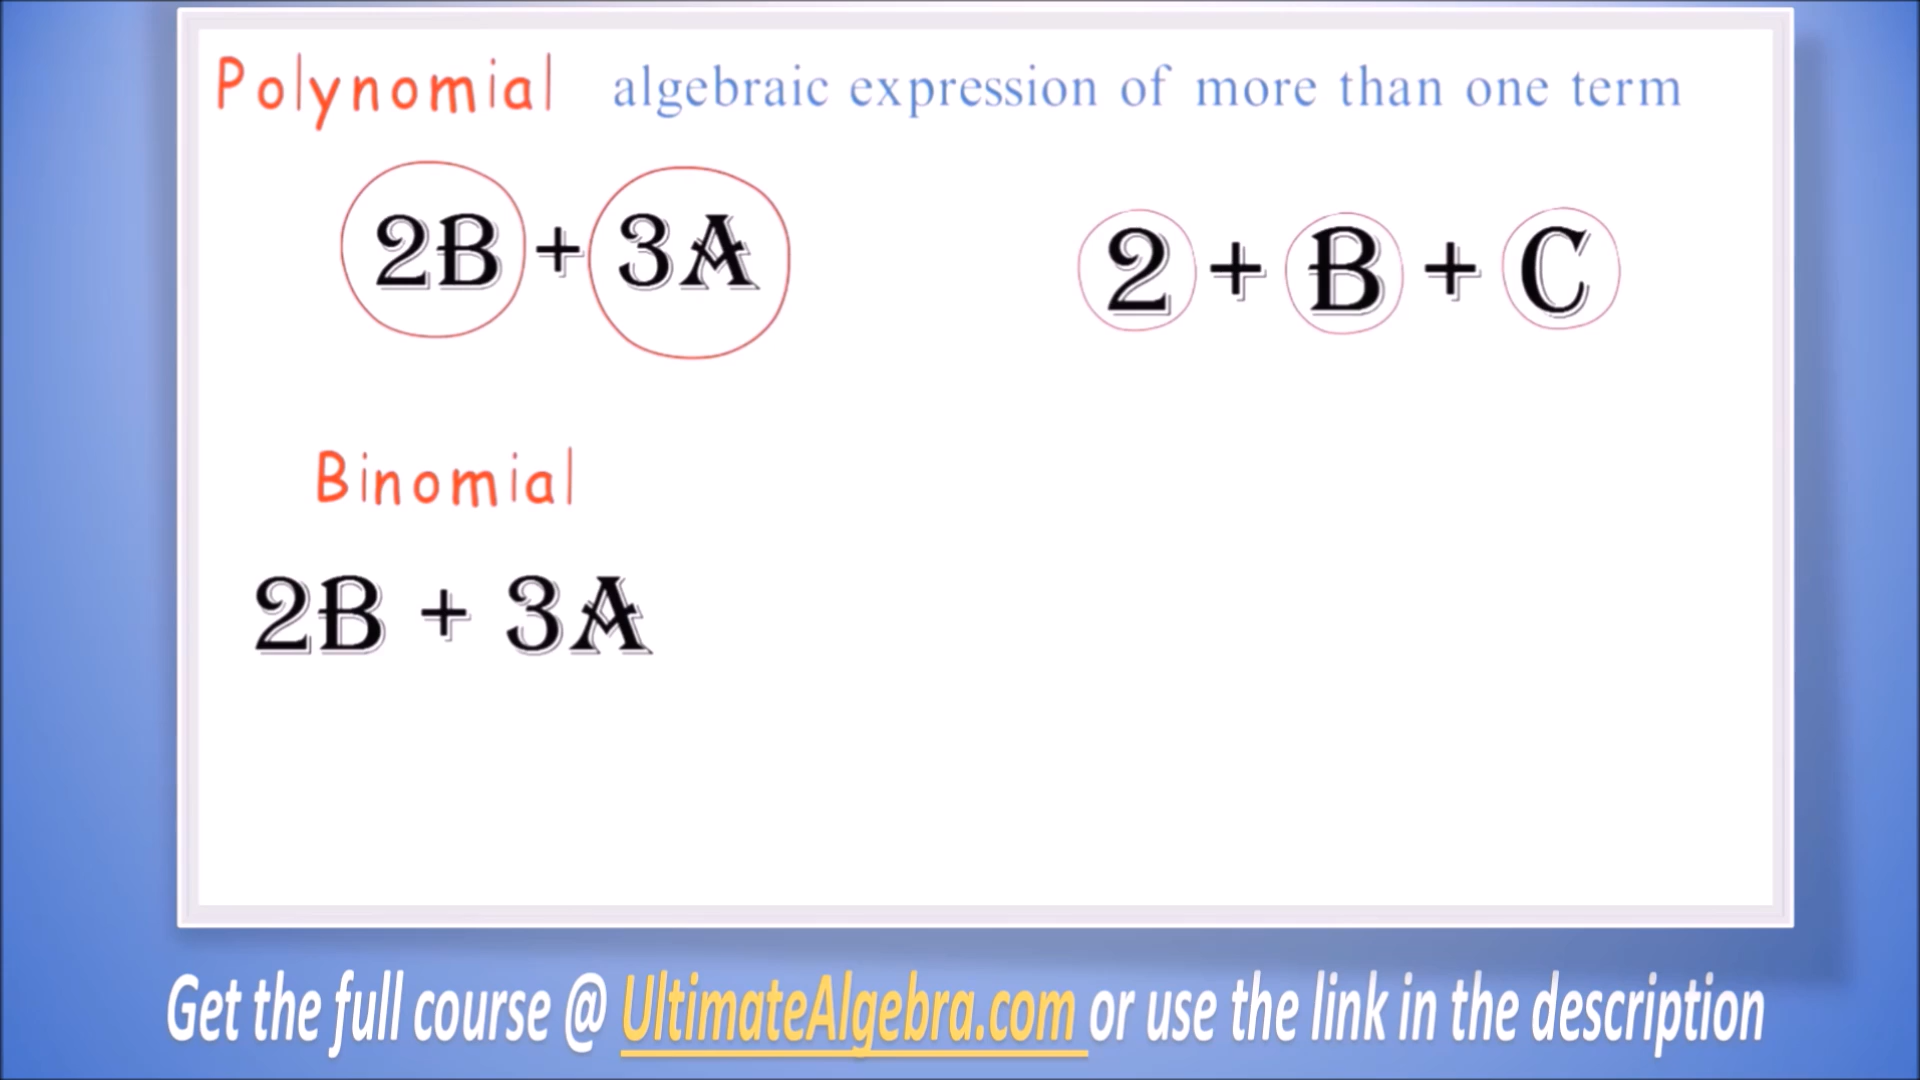 Polynomial algebraic expression of more than one term
2B + 3A 2 + B + C
Binomial
2B + 3A
Get the full course @ UltimateAlgebra.com or use the link in the description